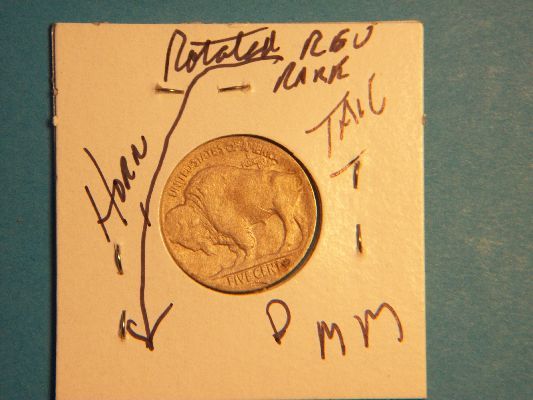 Rotated REV
RARE
TAIL
HORN
UNITED STATES OF AMERICA
FIVE CENTS
D MM